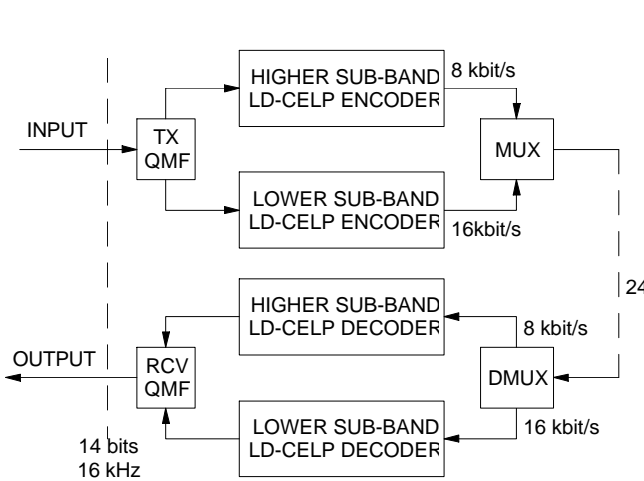 HIGHER SUB-BAND
LD-CELP ENCODER
8 kbit/s
INPUT
TX
QMF
MUX
LOWER SUB-BAND
LD-CELP ENCODER
16kbit/s
24
HIGHER SUB-BAND
LD-CELP DECODER
8 kbit/s
OUTPUT
RCV
QMF
DMUX
LOWER SUB-BAND
LD-CELP DECODER
16 kbit/s
14 bits
16 kHz